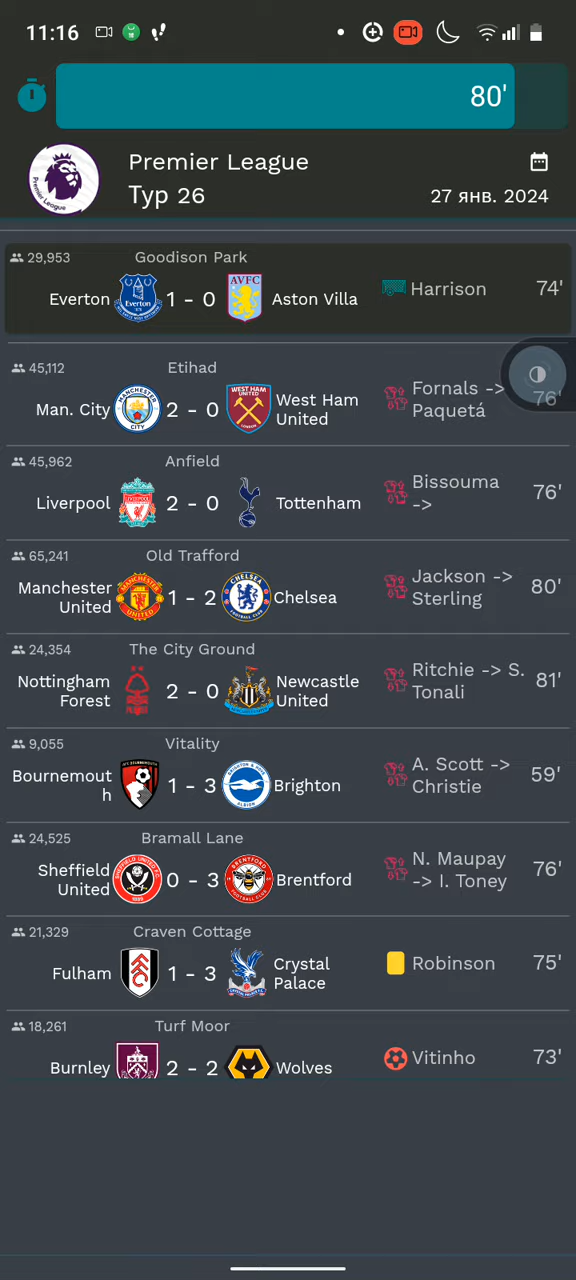 11:16
80'
Premier League
Тур 26
27 янв. 2024
29,953 Goodison Park
Everton 1 - 0 Aston Villa Harrison 74'
45,112 Etihad
Man. City 2 - 0 West Ham United Fornals -> Paquetá 76'
45,962 Anfield
Liverpool 2 - 0 Tottenham Bissouma -> 76'
65,241 Old Trafford
Manchester United 1 - 2 Chelsea Jackson -> Sterling 80'
24,354 The City Ground
Nottingham Forest 2 - 0 Newcastle United Ritchie -> S. Tonali 81'
9,055 Vitality
Bournemouth 1 - 3 Brighton A. Scott -> Christie 59'
24,525 Bramall Lane
Sheffield United 0 - 3 Brentford N. Maupay -> I. Toney 76'
21,329 Craven Cottage
Fulham 1 - 3 Crystal Palace Robinson 75'
18,261 Turf Moor
Burnley 2 - 2 Wolves Vitinho 73'